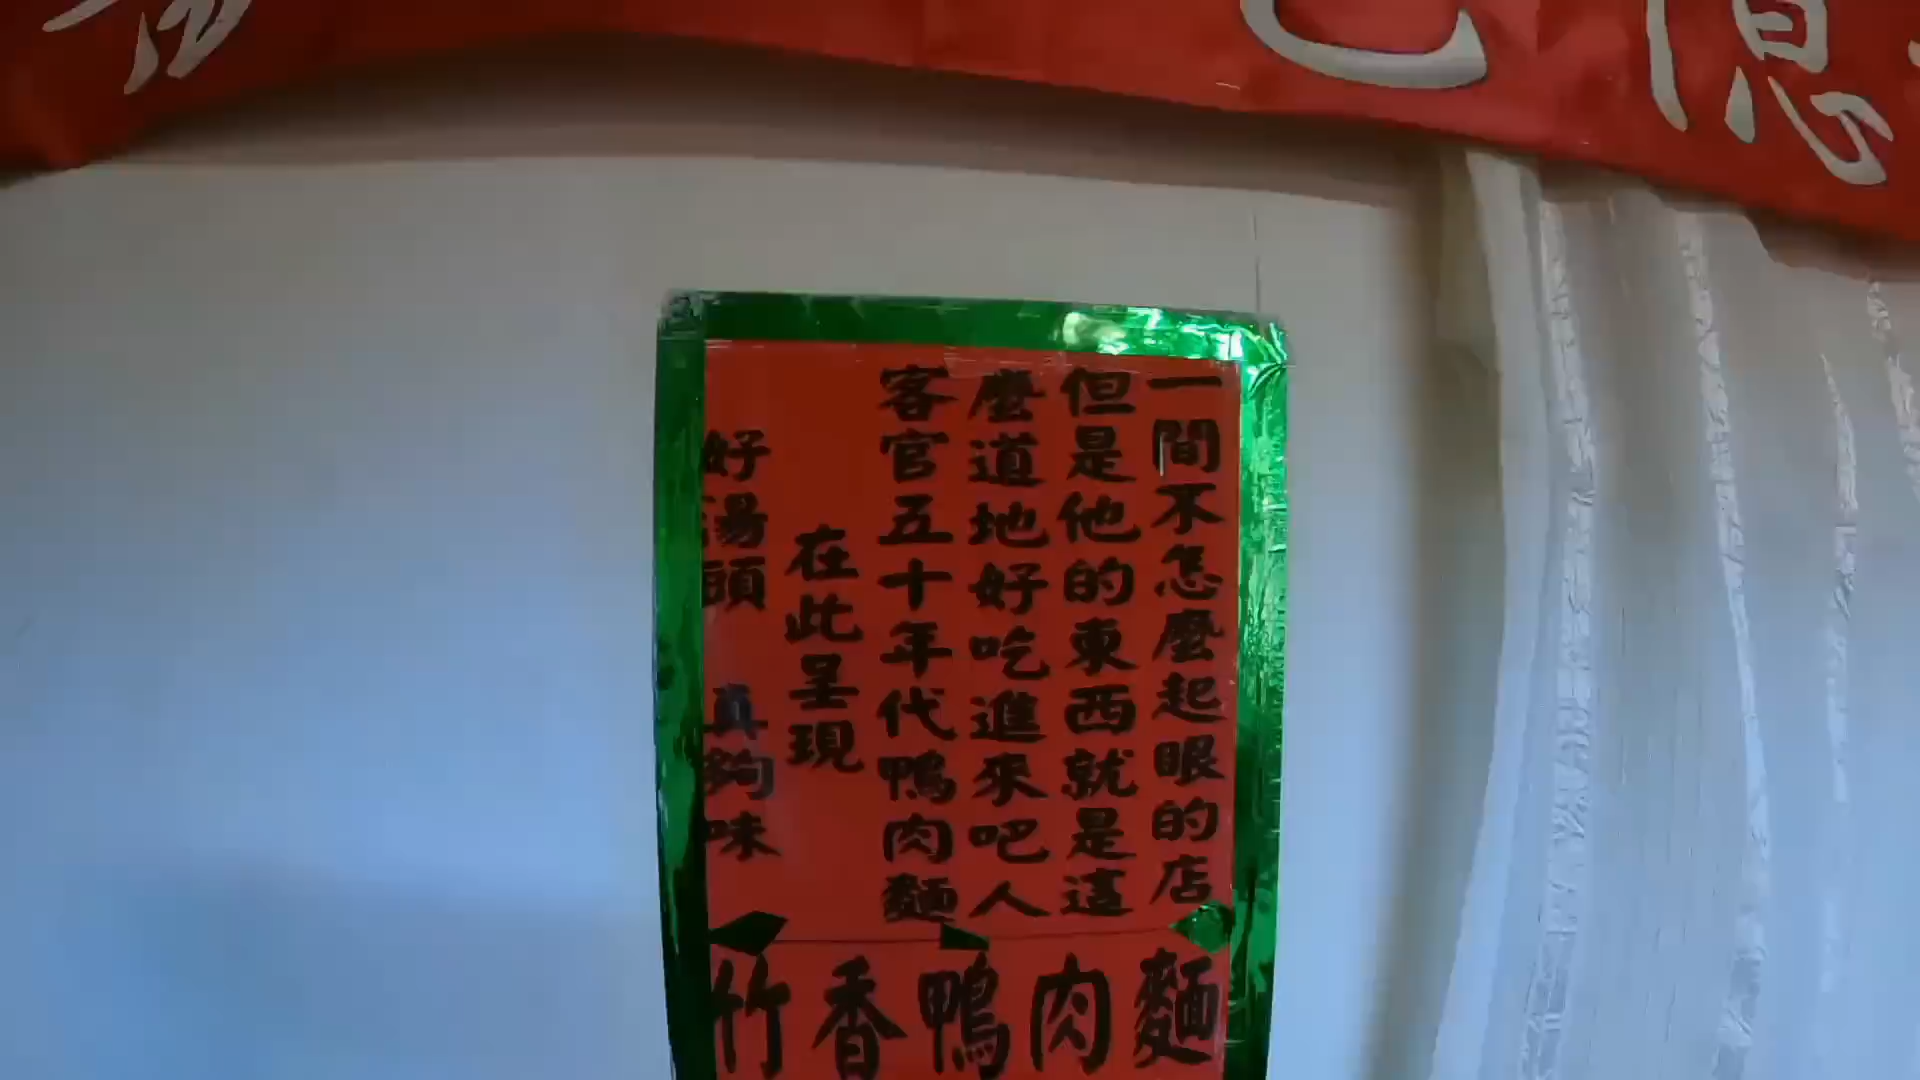 一間不怎麼起眼的店
但是他的東西就是這
麼道地好吃進來吧人
客官五十年代鴨肉麵
在此呈現
好湯頭 真夠味
竹香鴨肉麵